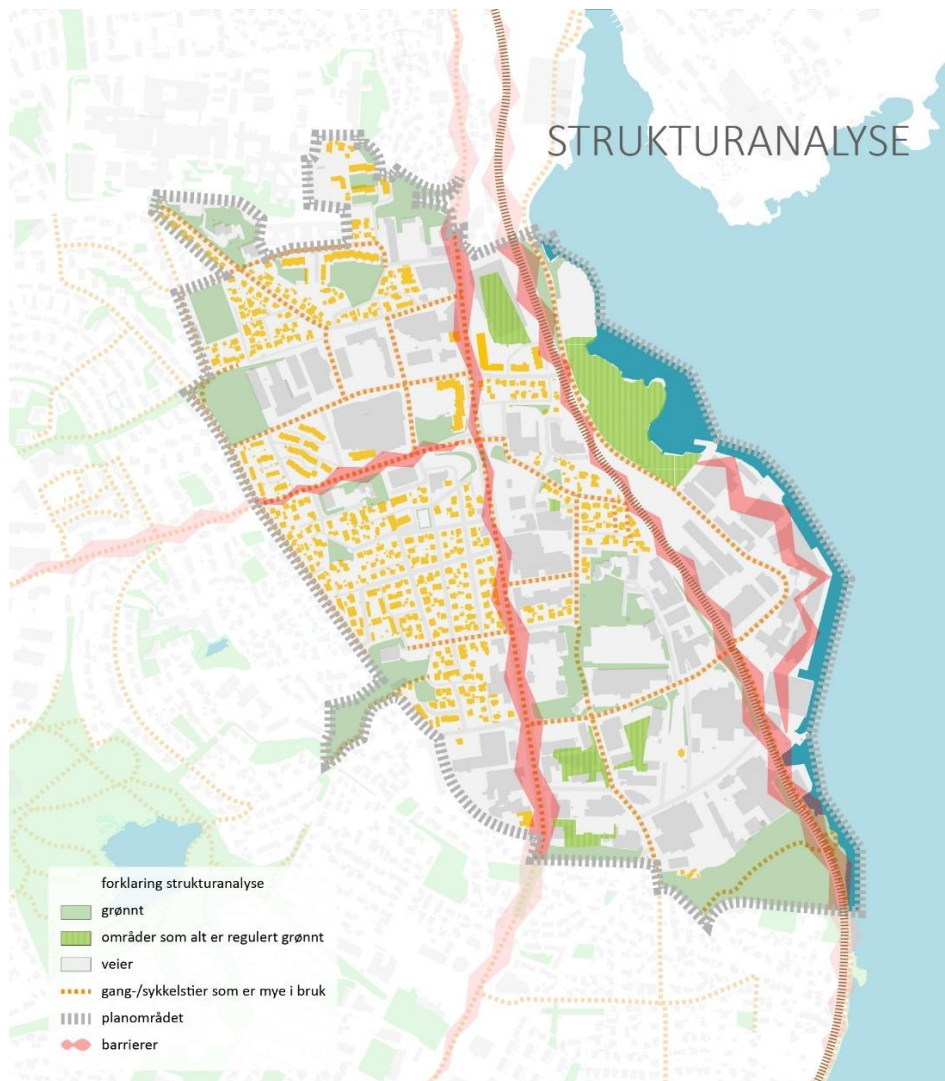 STRUKTURANALYSE
forklaring strukturanalyse
grønnt
områder som alt er regulert grønnt
veier
gang-/sykkelstier som er mye i bruk
planområdet
barrierer